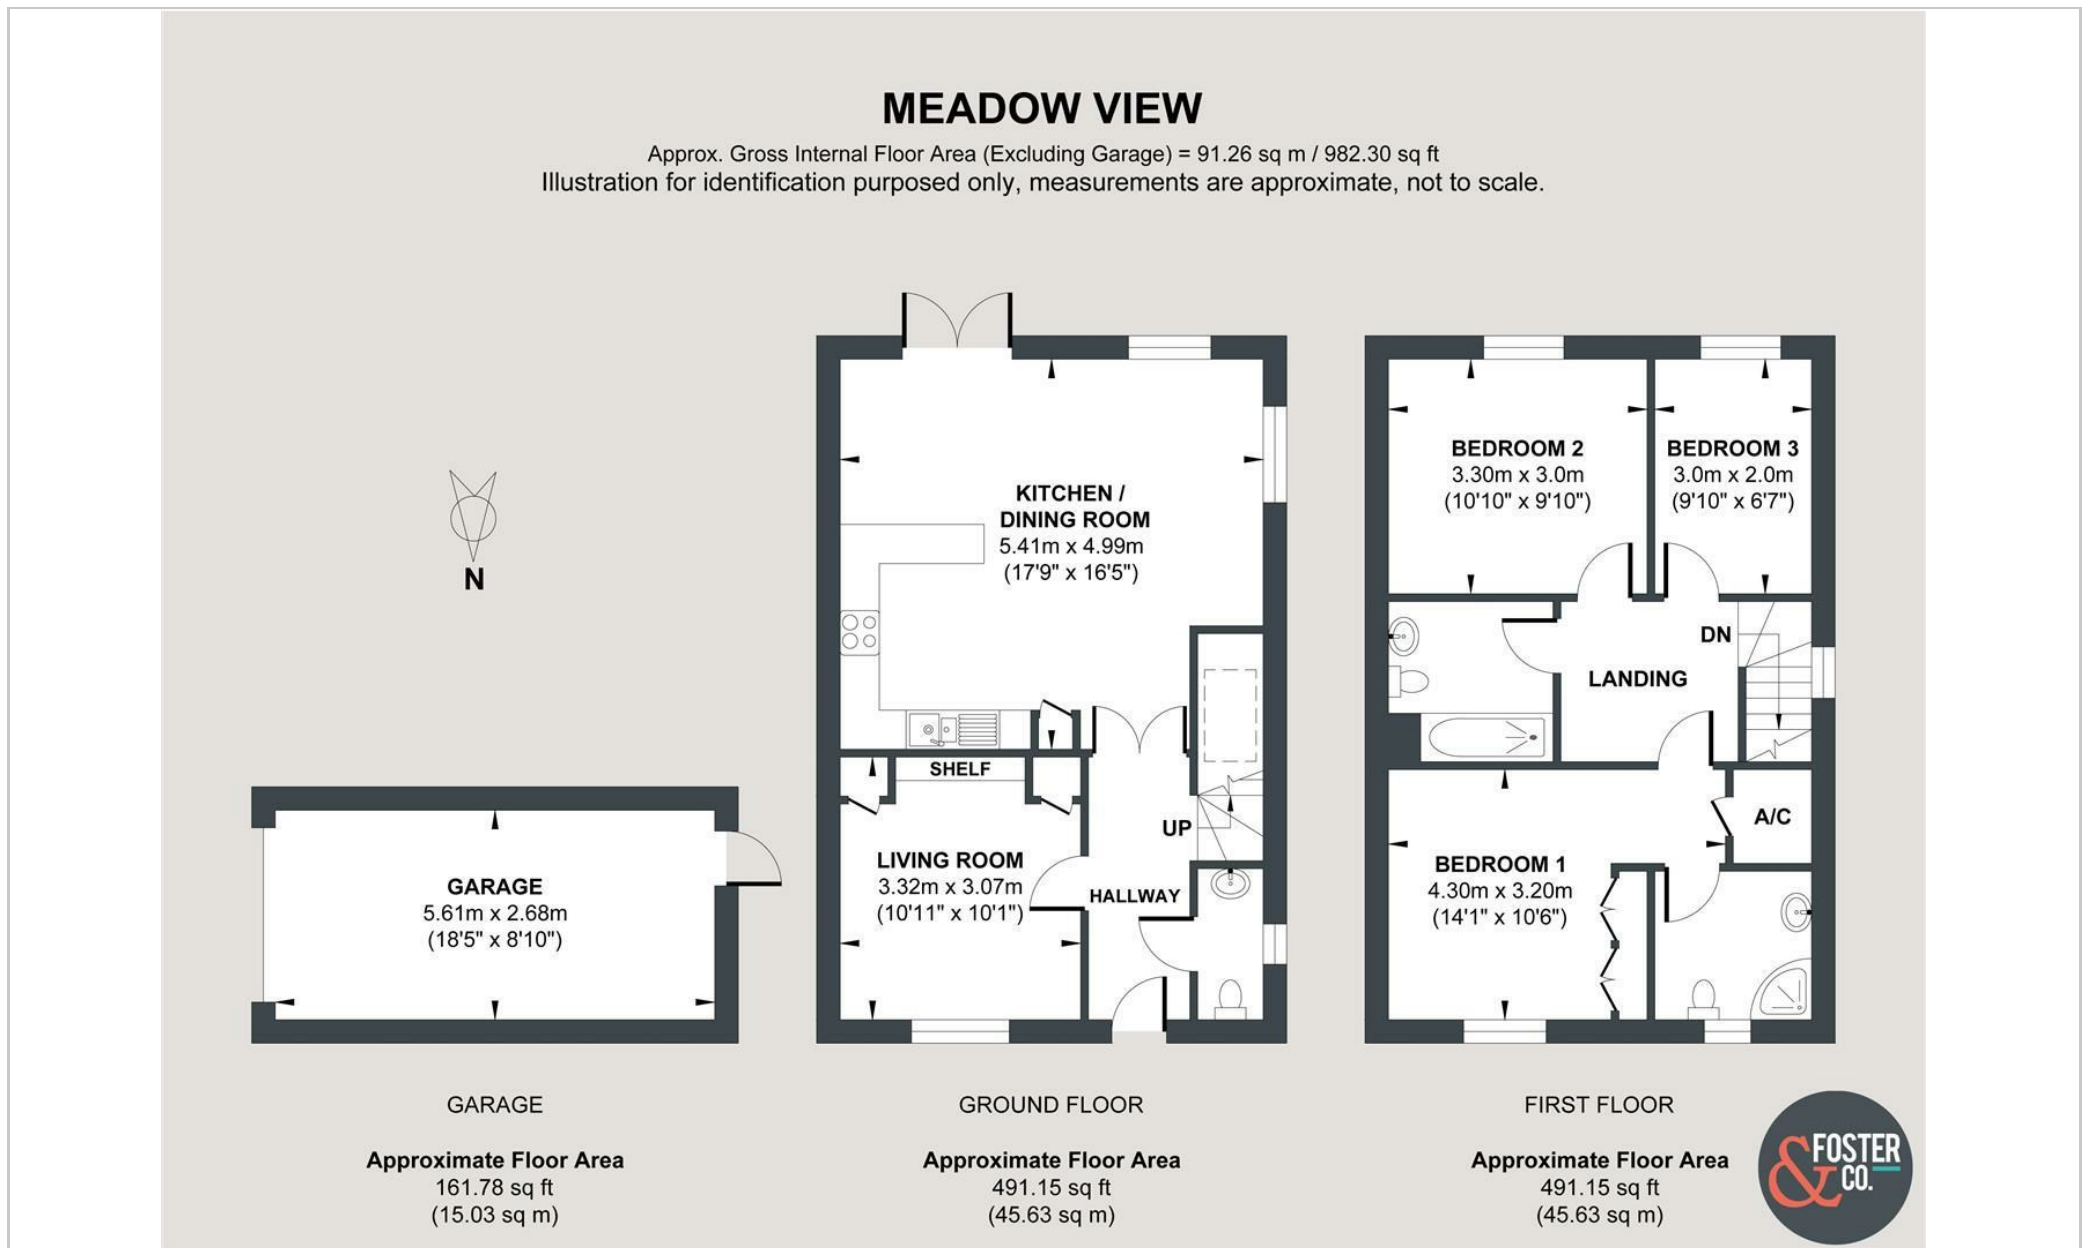 MEADOW VIEW
Approx. Gross Internal Floor Area (Excluding Garage) = 91.26 sq m / 982.30 sq ft
Illustration for identification purposed only, measurements are approximate, not to scale.
N
GARAGE
5.61m x 2.68m
(18'5" x 8'10")
KITCHEN /
DINING ROOM
5.41m x 4.99m
(17'9" x 16'5")
SHELF
UP
LIVING ROOM
3.32m x 3.07m
(10'11" x 10'1")
HALLWAY
BEDROOM 2
3.30m x 3.0m
(10'10" x 9'10")
BEDROOM 3
3.0m x 2.0m
(9'10" x 6'7")
DN
LANDING
A/C
BEDROOM 1
4.30m x 3.20m
(14'1" x 10'6")
GARAGE
Approximate Floor Area
161.78 sq ft
(15.03 sq m)
GROUND FLOOR
Approximate Floor Area
491.15 sq ft
(45.63 sq m)
FIRST FLOOR
Approximate Floor Area
491.15 sq ft
(45.63 sq m)
& FOSTER
CO.